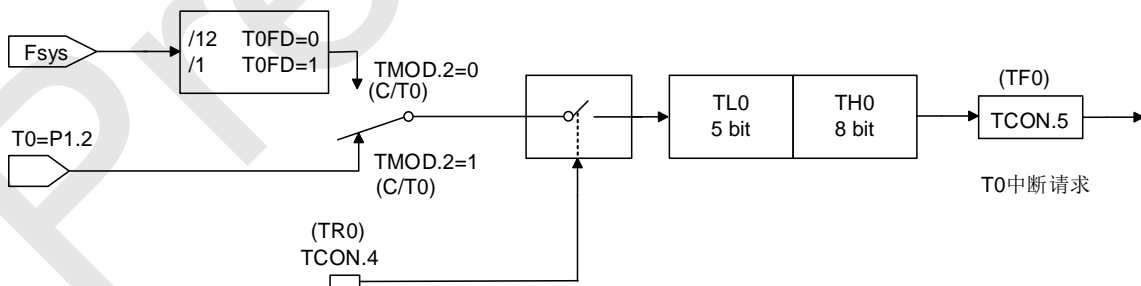 Fsys
/12 T0FD=0
/1 T0FD=1
TMOD.2=0
(C/T0)
T0=P1.2
TMOD.2=1
(C/T0)
(TR0)
TCON.4
TL0
5 bit
TH0
8 bit
(TF0)
TCON.5
T0中断请求
Pre